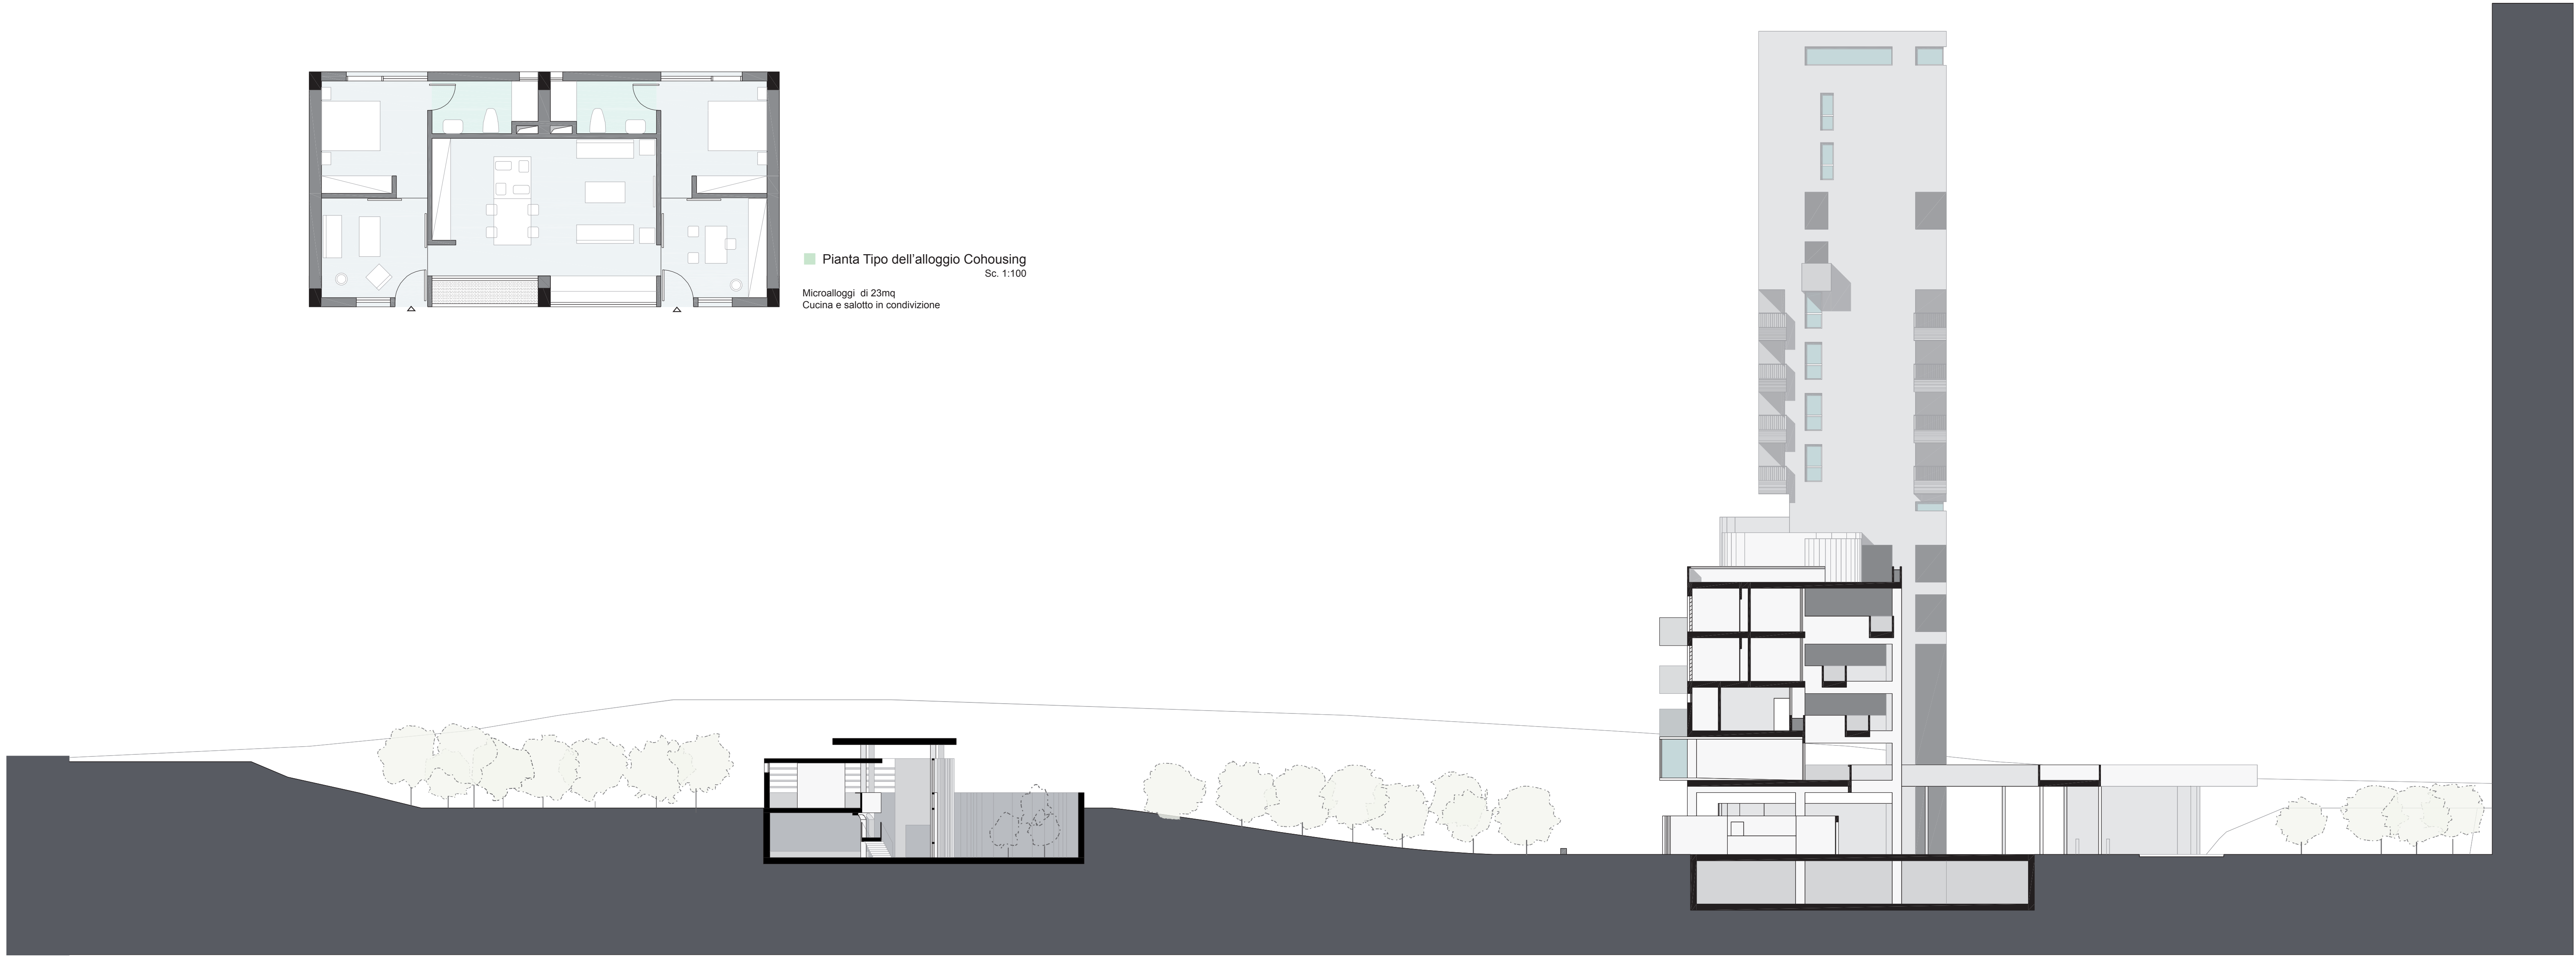 Pianta Tipo dell'alloggio Cohousing
Sc. 1:100
Microalloggi di 23mq
Cucina e salotto in condivizione